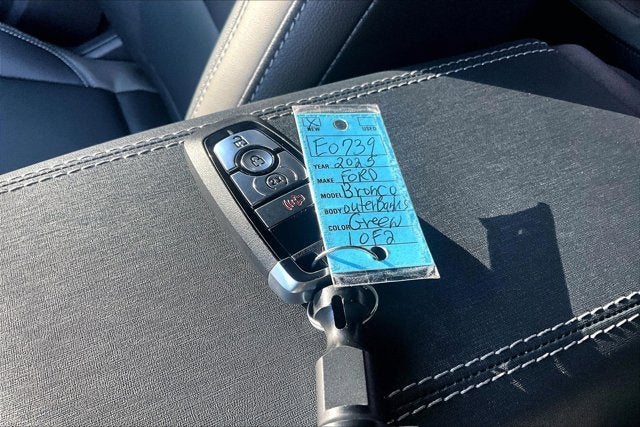 NEW USED
E0739
YEAR 2025
MAKE FORD
MODEL Bronco
BODY OuterBanks
COLOR Green
1 OF 2